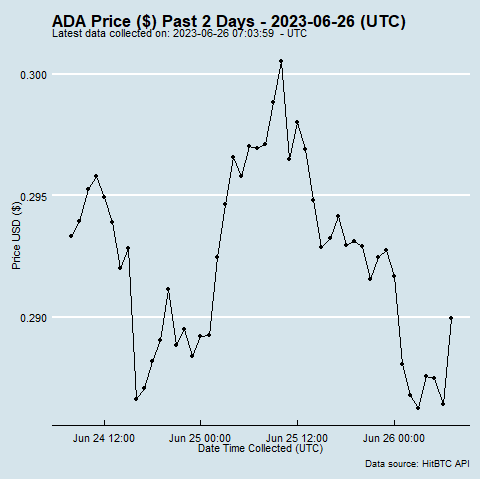 ADA Price ($) Past 2 Days - 2023-06-26 (UTC)
Latest data collected on: 2023-06-26 07:03:59 - UTC
0.300
0.295
0.290
Price USD ($)
Jun 24 12:00
Jun 25 00:00
Jun 25 12:00
Jun 26 00:00
Date Time Collected (UTC)
Data source: HitBTC API